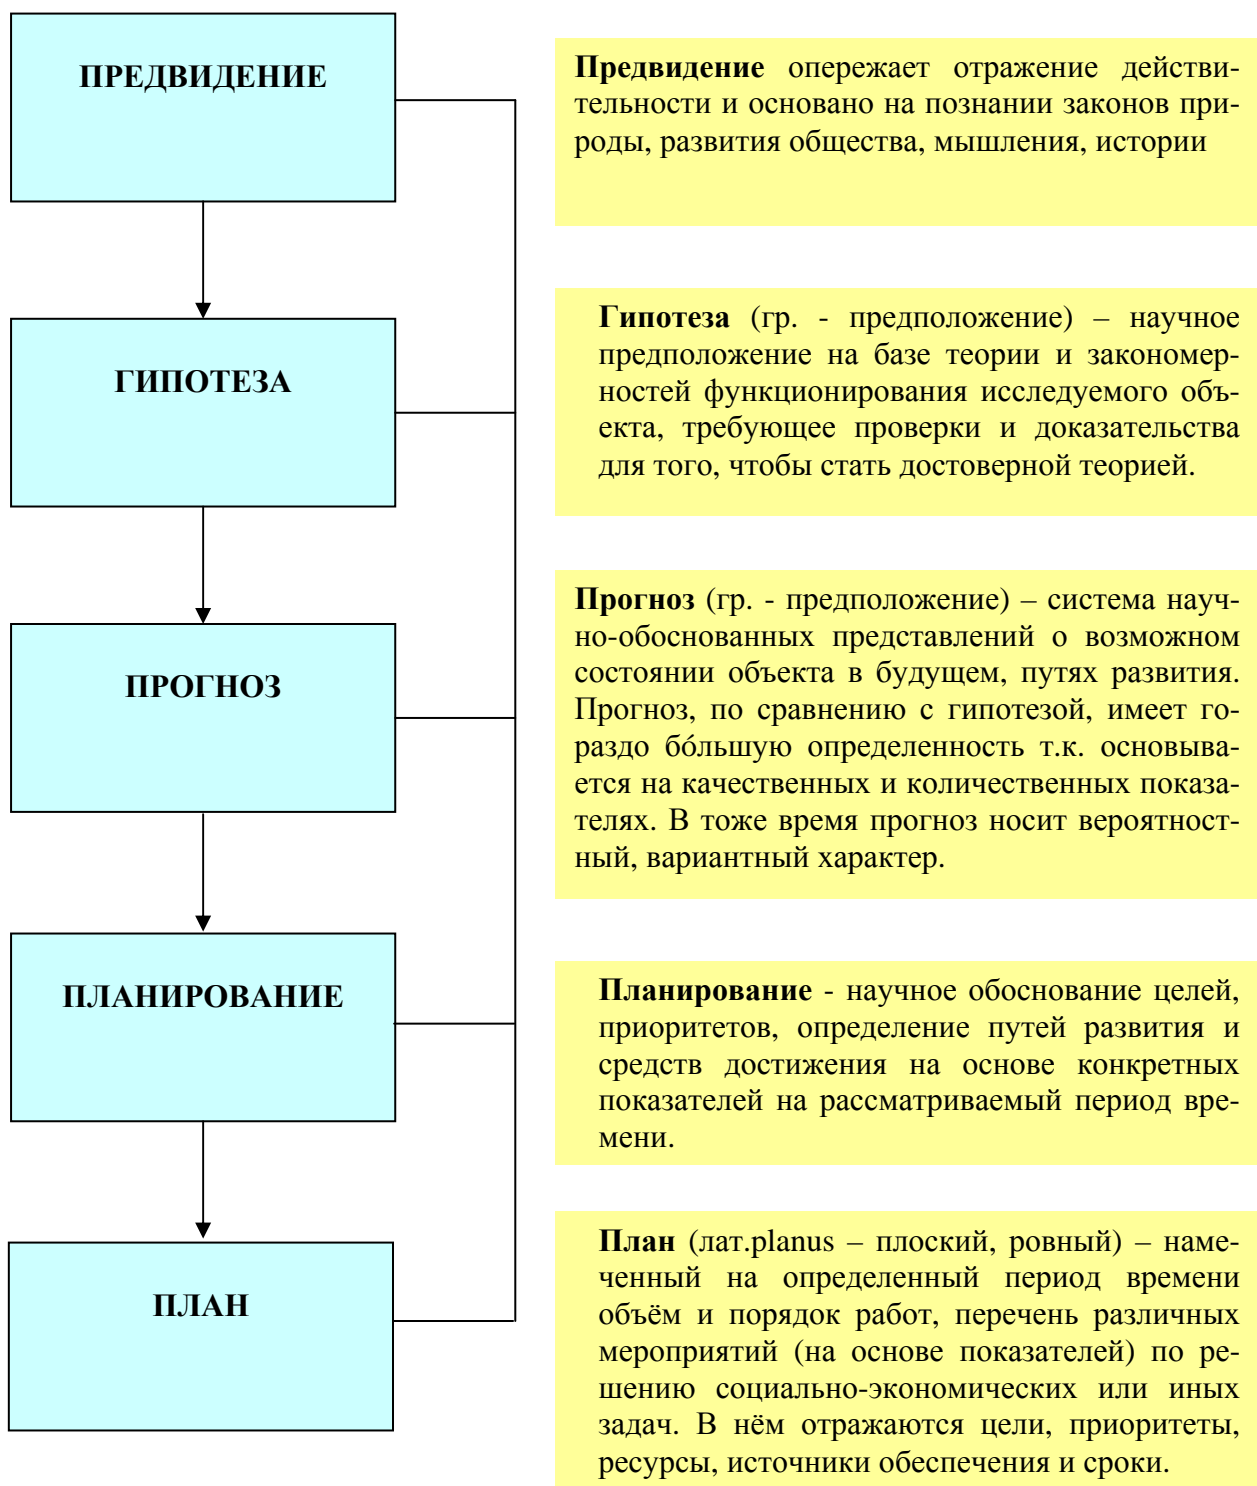 ПРЕДВИДЕНИЕ
Предвидение опережает отражение действи-
тельности и основано на познании законов при-
роды, развития общества, мышления, истории
ГИПОТЕЗА
Гипотеза (гр. - предположение) – научное
предположение на базе теории и закономер-
ностей функционирования исследуемого объ-
екта, требующее проверки и доказательства
для того, чтобы стать достоверной теорией.
ПРОГНОЗ
Прогноз (гр. - предположение) – система науч-
но-обоснованных представлений о возможном
состоянии объекта в будущем, путях развития.
Прогноз, по сравнению с гипотезой, имеет го-
раздо бо́льшую определенность т.к. основыва-
ется на качественных и количественных показа-
телях. В тоже время прогноз носит вероятност-
ный, вариантный характер.
ПЛАНИРОВАНИЕ
Планирование - научное обоснование целей,
приоритетов, определение путей развития и
средств достижения на основе конкретных
показателей на рассматриваемый период вре-
мени.
ПЛАН
План (лат.planus – плоский, ровный) – наме-
ченный на определенный период времени
объём и порядок работ, перечень различных
мероприятий (на основе показателей) по ре-
шению социально-экономических или иных
задач. В нём отражаются цели, приоритеты,
ресурсы, источники обеспечения и сроки.